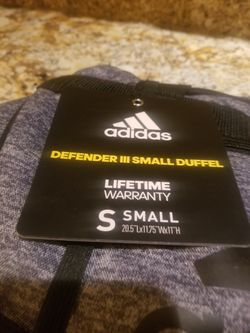 adidas
DEFENDER III SMALL DUFFEL
LIFETIME
WARRANTY
S SMALL
20.5"Lx11.75"Wx11"H